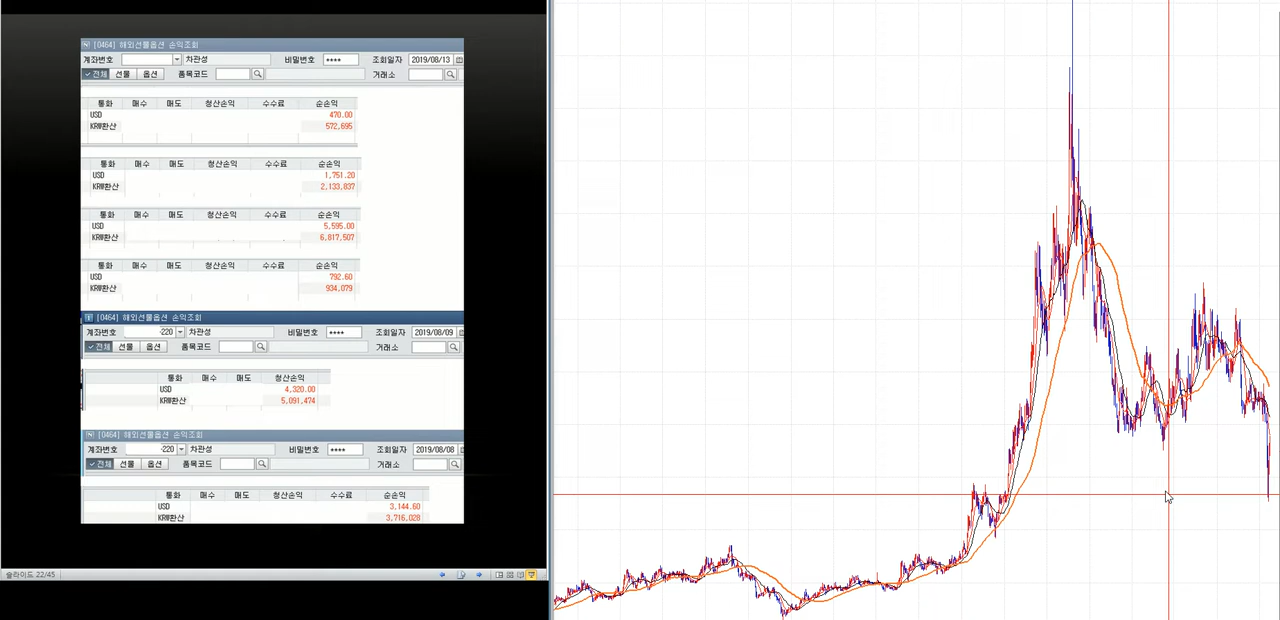 [0464] 해외선물옵션 손익조회
계좌번호 차관성 비밀번호 **** 조회일자 2019/08/13
전체 선물 옵션 품목코드 거래소
통화 매수 매도 청산손익 수수료 순손익
USD 470.00
KRW환산 572,695
통화 매수 매도 청산손익 수수료 순손익
USD 1,751.20
KRW환산 2,133,837
통화 매수 매도 청산손익 수수료 순손익
USD 5,595.00
KRW환산 6,817,507
통화 매수 매도 청산손익 수수료 순손익
USD 792.60
KRW환산 934,079
[0464] 해외선물옵션 손익조회
계좌번호 -220 차관성 비밀번호 **** 조회일자 2019/08/09
전체 선물 옵션 품목코드 거래소
통화 매수 매도 청산손익
USD 4,320.00
KRW환산 5,091,474
[0464] 해외선물옵션 손익조회
계좌번호 -220 차관성 비밀번호 **** 조회일자 2019/08/08
전체 선물 옵션 품목코드 거래소
통화 매수 매도 청산손익 수수료 순손익
USD 3,144.60
KRW환산 3,716,028
슬라이드 22/45